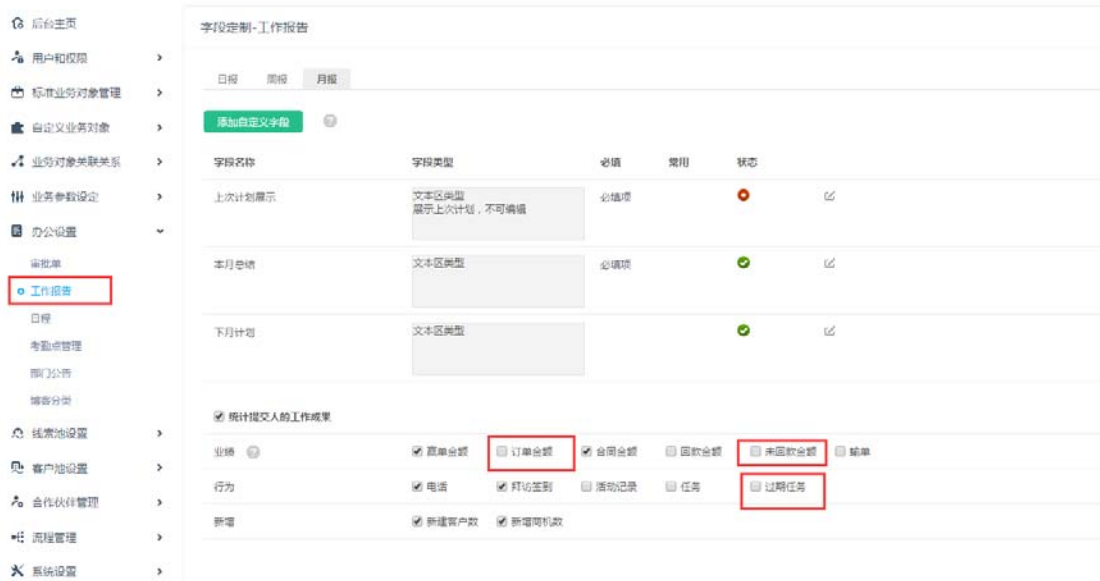 后台主页
用户和权限
标准业务对象管理
自定义业务对象
业务对象关联关系
业务参数设定
办公设置
审批单
工作报告
日程
考勤点管理
部门公告
博客分类
线索池设置
客户池设置
合作伙伴管理
流程管理
系统设置
字段定制-工作报告
日报 周报 月报
添加自定义字段 ?
字段名称 字段类型 必填 常用 状态
上次计划展示 文本区类型 必填项
展示上次计划，不可编辑
本月总结 文本区类型 必填项
下月计划 文本区类型
统计提交人的工作成果
业绩 ? 赢单金额 订单金额 合同金额 回款金额 未回款金额 输单
行为 电话 拜访签到 活动记录 任务 过期任务
新增 新建客户数 新增商机数